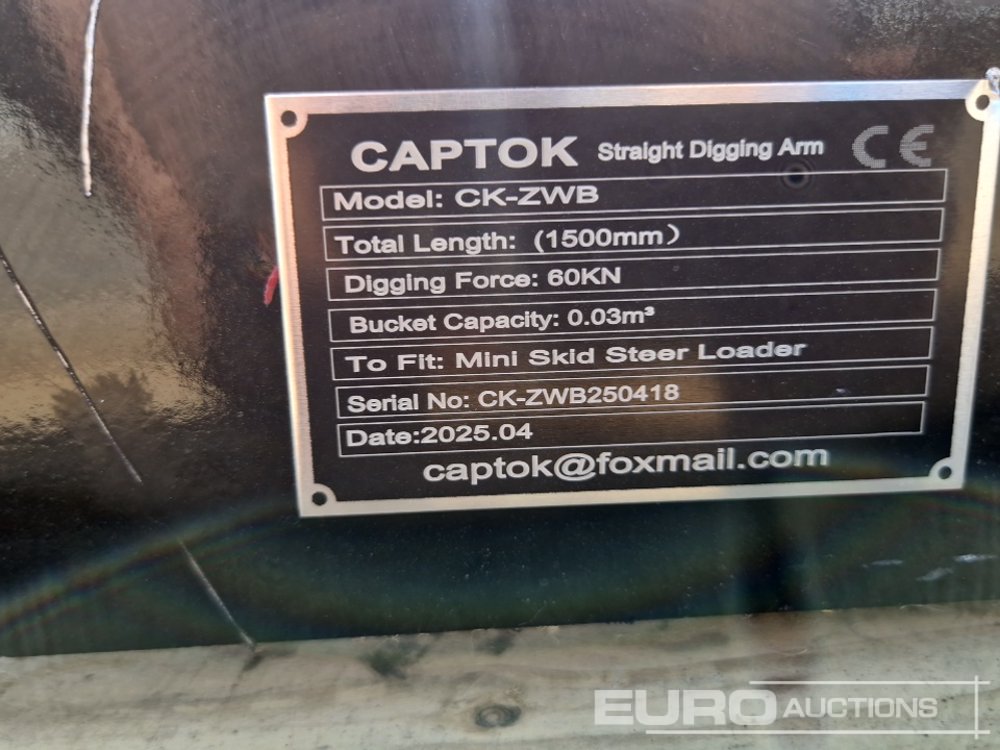 CAPTOK Straight Digging Arm CE
Model: CK-ZWB
Total Length: (1500mm）
Digging Force: 60KN
Bucket Capacity: 0.03m³
To Fit: Mini Skid Steer Loader
Serial No: CK-ZWB250418
Date:2025.04
captok@foxmail.com
EURO AUCTIONS